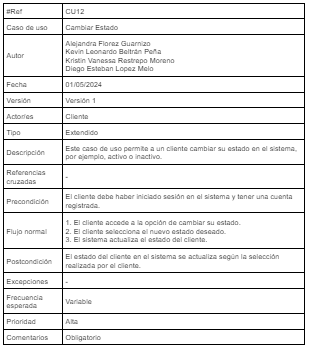 #Ref CU12
Caso de uso Cambiar Estado
Autor
Alejandra Florez Guarnizo
Kevin Leonardo Beltrán Peña
Kristin Vanessa Restrepo Moreno
Diego Esteban Lopez Melo
Fecha 01/05/2024
Versión Versión 1
Actor/es Cliente
Tipo Extendido
Descripción
Este caso de uso permite a un cliente cambiar su estado en el sistema,
por ejemplo, activo o inactivo.
Referencias
cruzadas
-
Precondición
El cliente debe haber iniciado sesión en el sistema y tener una cuenta
registrada.
Flujo normal
1. El cliente accede a la opción de cambiar su estado.
2. El cliente selecciona el nuevo estado deseado.
3. El sistema actualiza el estado del cliente.
Postcondición
El estado del cliente en el sistema se actualiza según la selección
realizada por el cliente.
Excepciones -
Frecuencia
esperada
Variable
Prioridad Alta
Comentarios Obligatorio